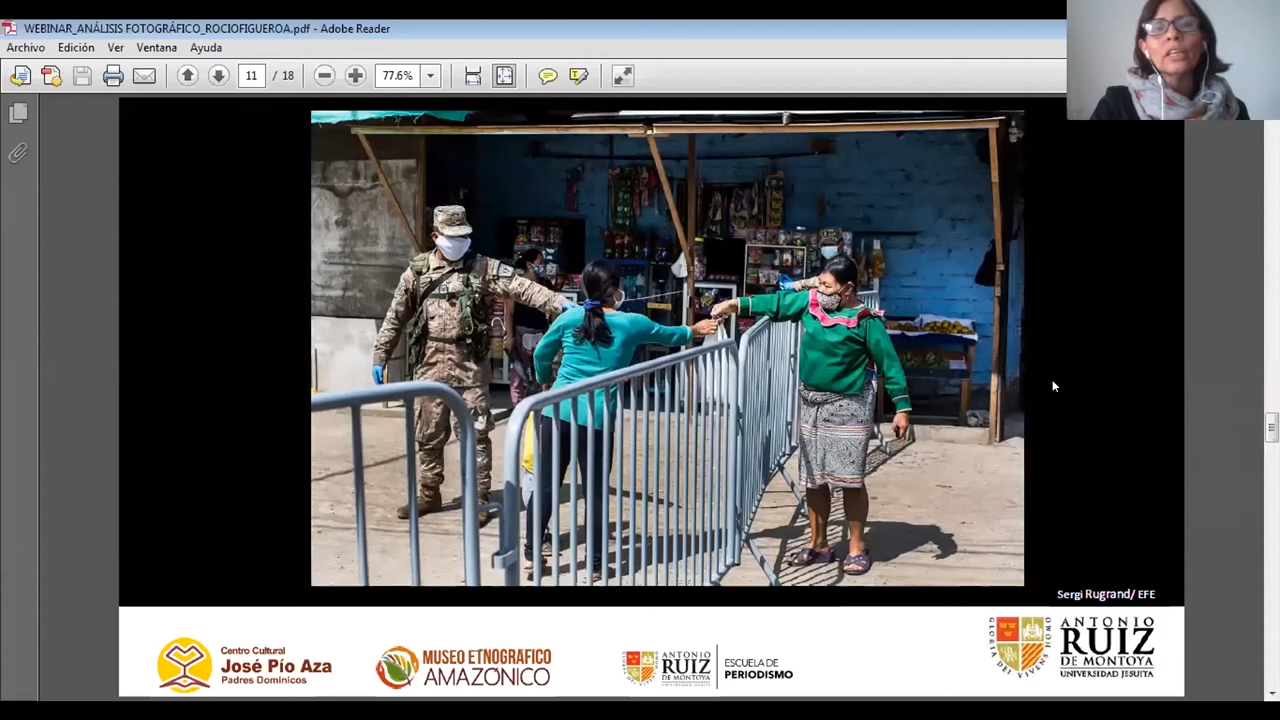 WEBINAR_ANÁLISIS FOTOGRÁFICO_ROCIOFIGUEROA.pdf - Adobe Reader
Archivo Edición Ver Ventana Ayuda
11 / 18 77.6%
Sergi Rugrand/ EFE
Centro Cultural
José Pío Aza
Padres Dominicos
MUSEO ETNOGRÁFICO
AMAZÓNICO
ANTONIO
RUIZ
DE MONTOYA
UNIVERSIDAD JESUITA
ESCUELA DE
PERIODISMO
ANTONIO
RUIZ
DE MONTOYA
UNIVERSIDAD JESUITA